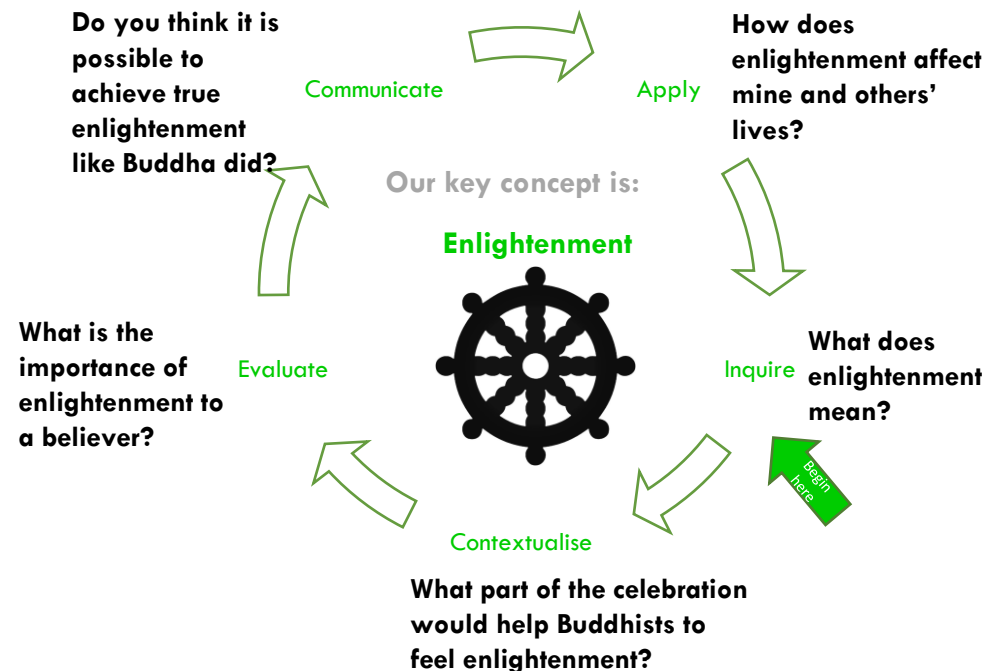 Do you think it is
possible to
achieve true
enlightenment
like Buddha did?
Communicate
Apply
How does
enlightenment affect
mine and others’
lives?
Our key concept is:
Enlightenment
What is the
importance of
enlightenment to
a believer?
Evaluate
Inquire
What does
enlightenment
mean?
Begin
here
Contextualise
What part of the celebration
would help Buddhists to
feel enlightenment?